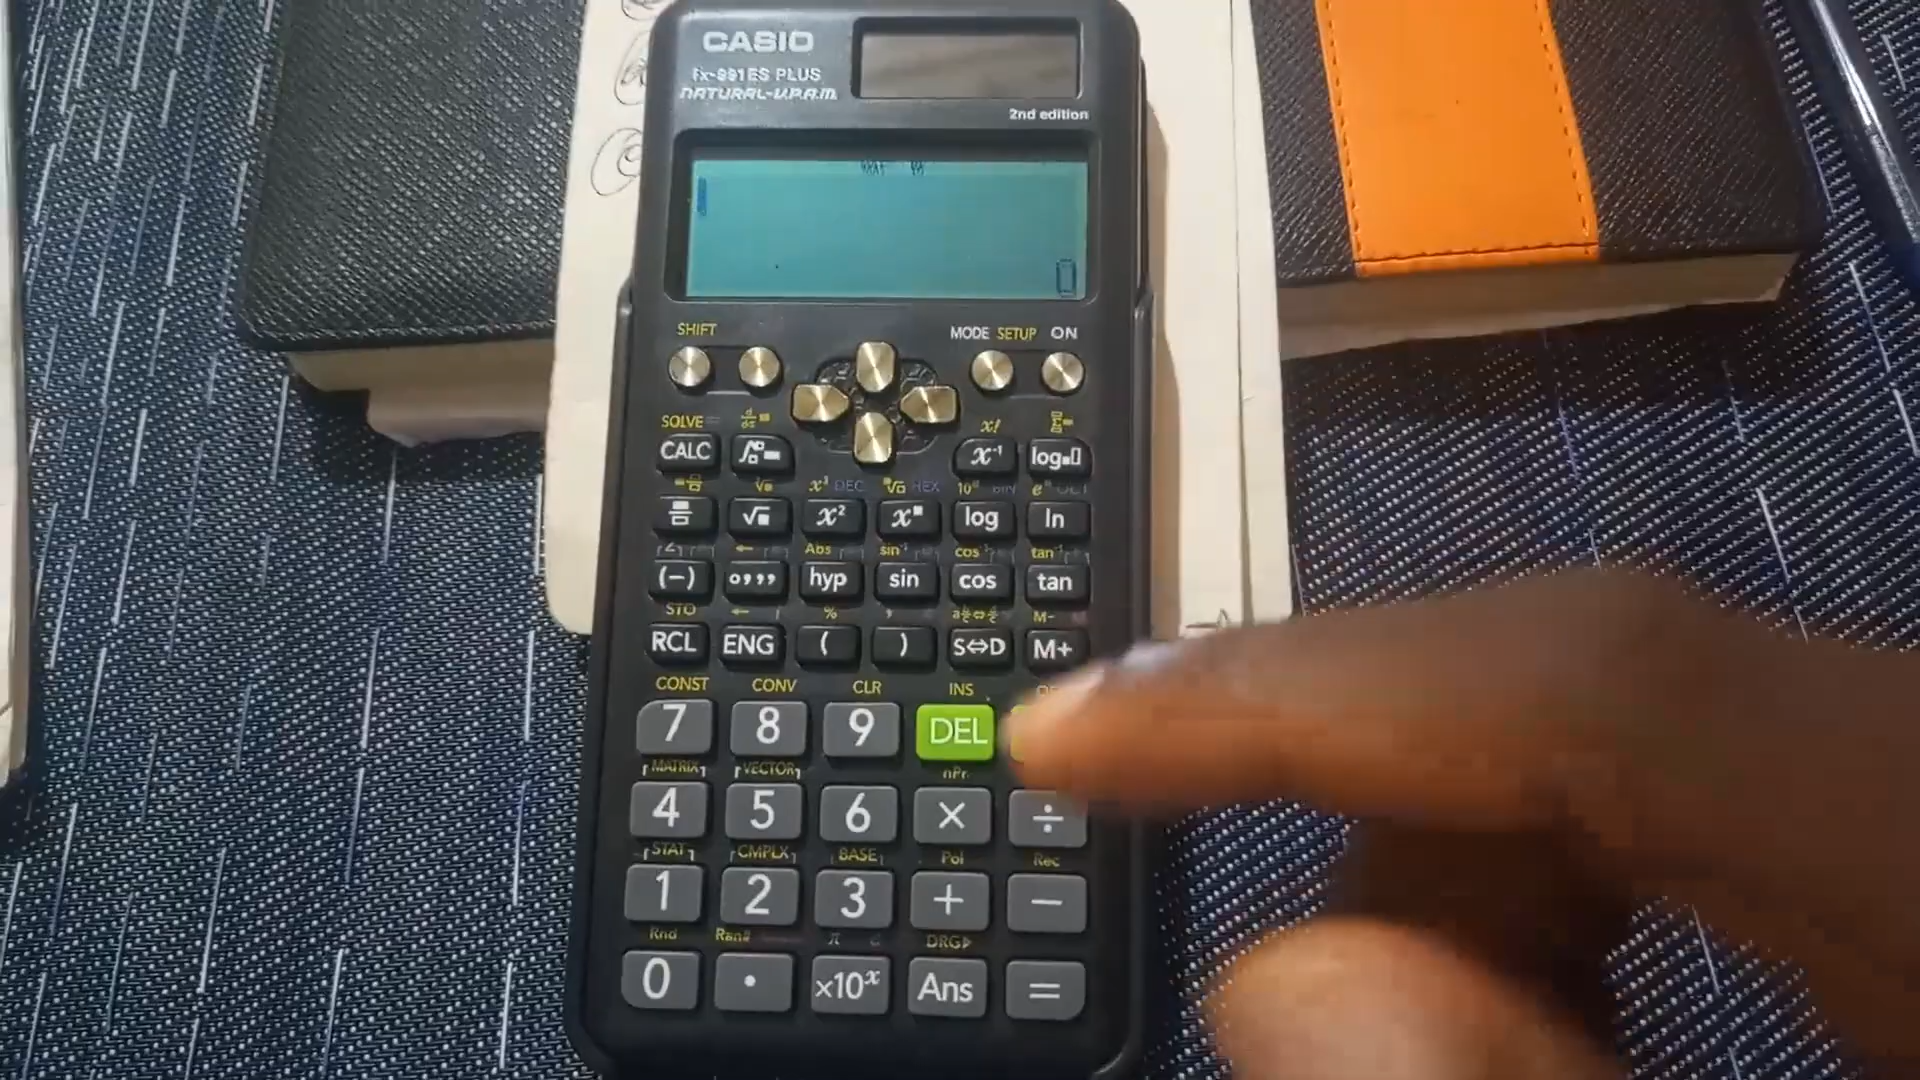 CASIO
fx-991ES PLUS
NATURAL-V.P.A.M.
2nd edition
Math
0
SHIFT MODE SETUP ON
SOLVE = x!
CALC x⁻¹ log
x³ DEC HEX 10 BIN e OCT
x² x log ln
Abs sin⁻¹ cos⁻¹ tan⁻¹
(−) hyp sin cos tan
STO ← % , M−
RCL ENG ( ) S⇔D M+
CONST CONV CLR INS
7 8 9 DEL
MATRIX VECTOR nPr
4 5 6 × ÷
STAT CMPLX BASE Pol Rec
1 2 3 + −
Rnd Ran# π e DRG▶
0 . ×10ˣ Ans =